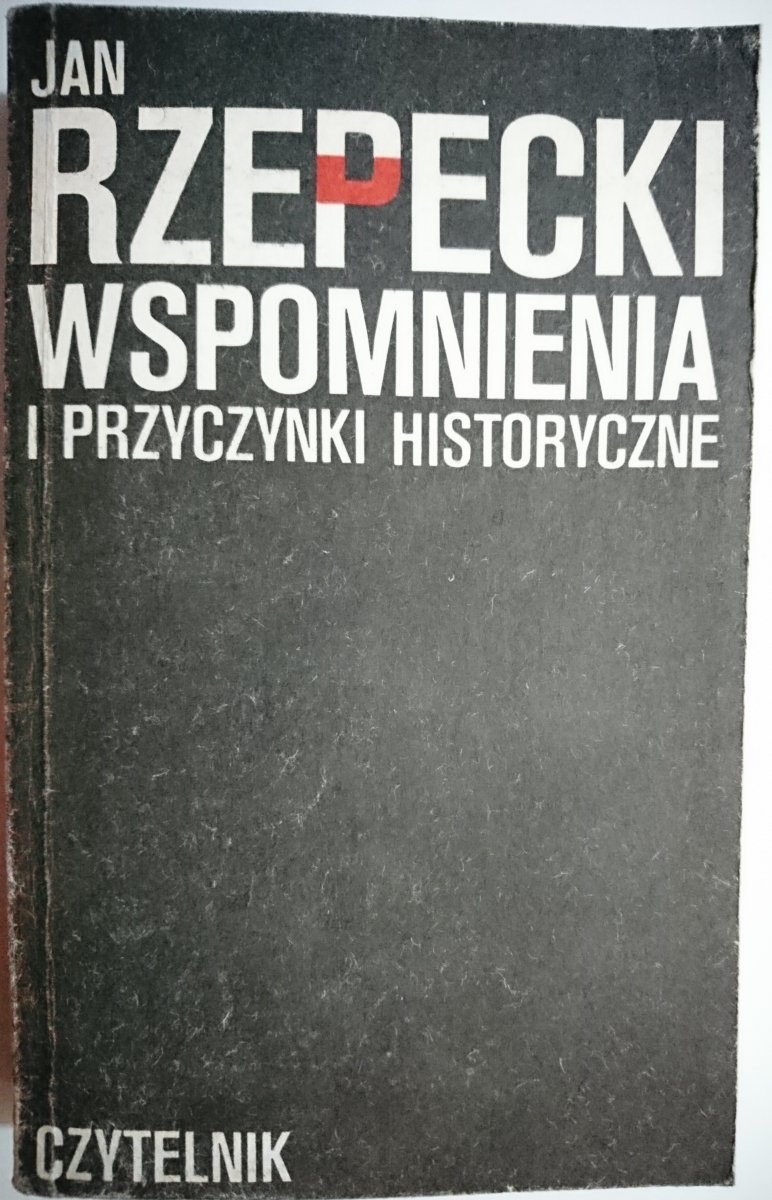 JAN
RZEPECKI
WSPOMNIENIA
I PRZYCZYNKI HISTORYCZNE
CZYTELNIK